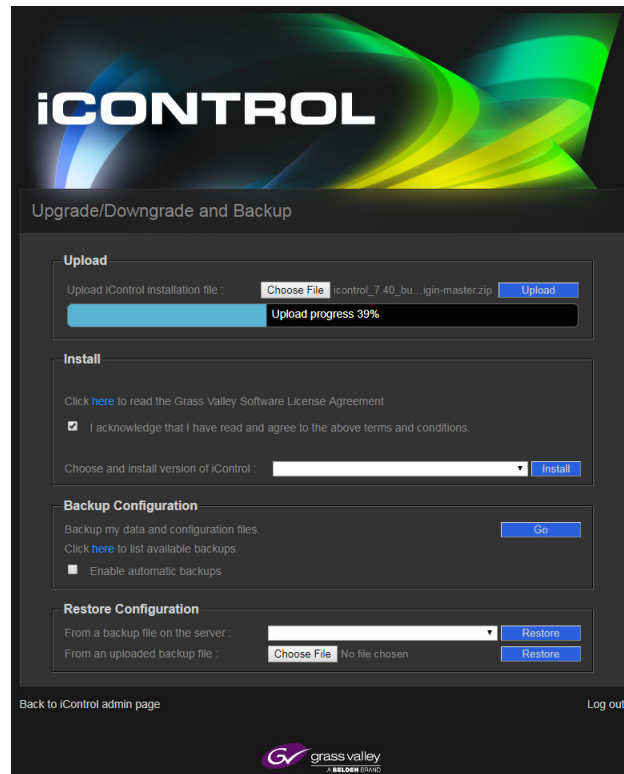 iCONTROL
Upgrade/Downgrade and Backup
Upload
Upload iControl installation file : Choose File icontrol_7.40_bu...igin-master.zip Upload
Upload progress 39%
Install
Click here to read the Grass Valley Software License Agreement
I acknowledge that I have read and agree to the above terms and conditions.
Choose and install version of iControl : Install
Backup Configuration
Backup my data and configuration files. Go
Click here to list available backups.
Enable automatic backups
Restore Configuration
From a backup file on the server : Restore
From an uploaded backup file : Choose File No file chosen Restore
Back to iControl admin page Log out
GV grass valley
A BELDEN BRAND